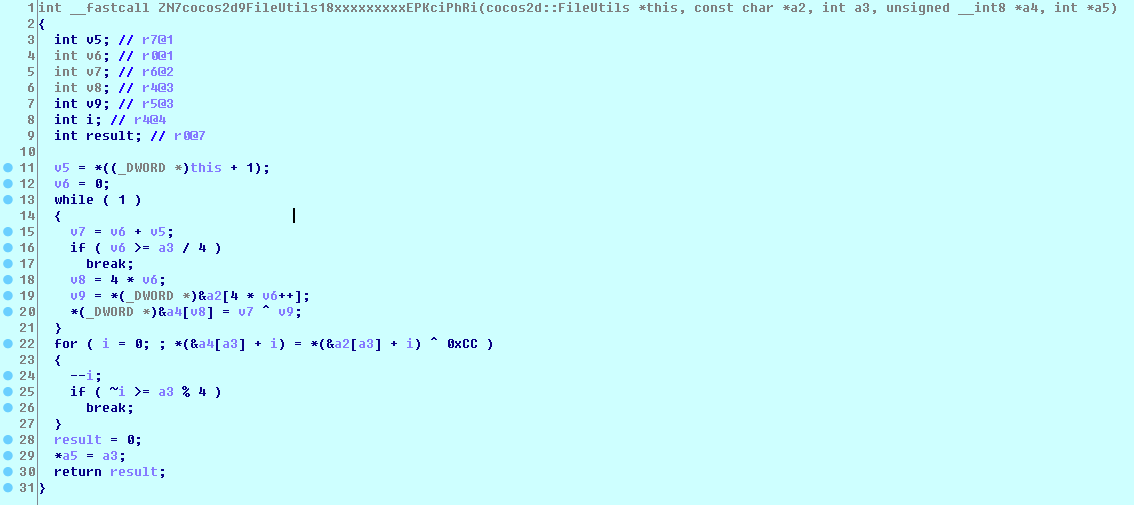 1 int __fastcall ZN7cocos2d9FileUtils18xxxxxxxxxEPKciPhRi(cocos2d::FileUtils *this, const char *a2, int a3, unsigned __int8 *a4, int *a5)
2 {
3 int v5; // r7@1
4 int v6; // r0@1
5 int v7; // r6@2
6 int v8; // r4@3
7 int v9; // r5@3
8 int i; // r4@4
9 int result; // r0@7
10
11 v5 = *((_DWORD *)this + 1);
12 v6 = 0;
13 while ( 1 )
14 {
15 v7 = v6 + v5;
16 if ( v6 >= a3 / 4 )
17 break;
18 v8 = 4 * v6;
19 v9 = *(_DWORD *)&a2[4 * v6++];
20 *(_DWORD *)&a4[v8] = v7 ^ v9;
21 }
22 for ( i = 0; ; *(&a4[a3] + i) = *(&a2[a3] + i) ^ 0xCC )
23 {
24 --i;
25 if ( ~i >= a3 % 4 )
26 break;
27 }
28 result = 0;
29 *a5 = a3;
30 return result;
31 }